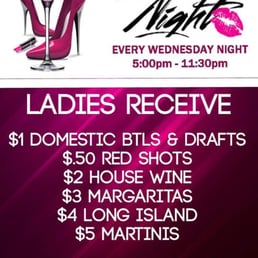 Night
EVERY WEDNESDAY NIGHT
5:00pm - 11:30pm
LADIES RECEIVE
$1 DOMESTIC BTLS & DRAFTS
$.50 RED SHOTS
$2 HOUSE WINE
$3 MARGARITAS
$4 LONG ISLAND
$5 MARTINIS